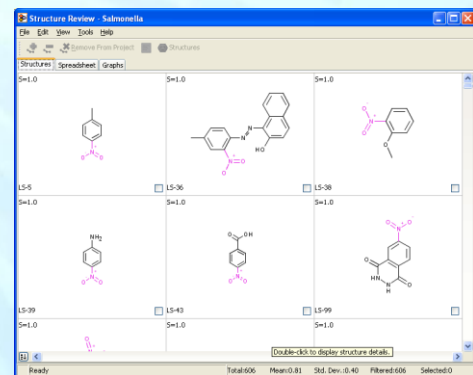 Structure Review - Salmonella
File Edit View Tools Help
Remove From Project Structures
Structures Spreadsheet Graphs
S=1.0 S=1.0 S=1.0
N⁺ O O⁻
N N HO N⁺ O O⁻
O N⁺ O⁻ O
LS-5 LS-36 LS-38
S=1.0 S=1.0 S=1.0
NH₂ N⁺ O O⁻
O OH N⁺ O O⁻
O N⁺ O⁻ O HN NH O
LS-39 LS-43 LS-99
S=1.0 S=1.0 S=1.0
O N⁺
Double-click to display structure details.
Ready Total:606 Mean:0.81 Std. Dev.:0.40 Filtered:606 Selected:0